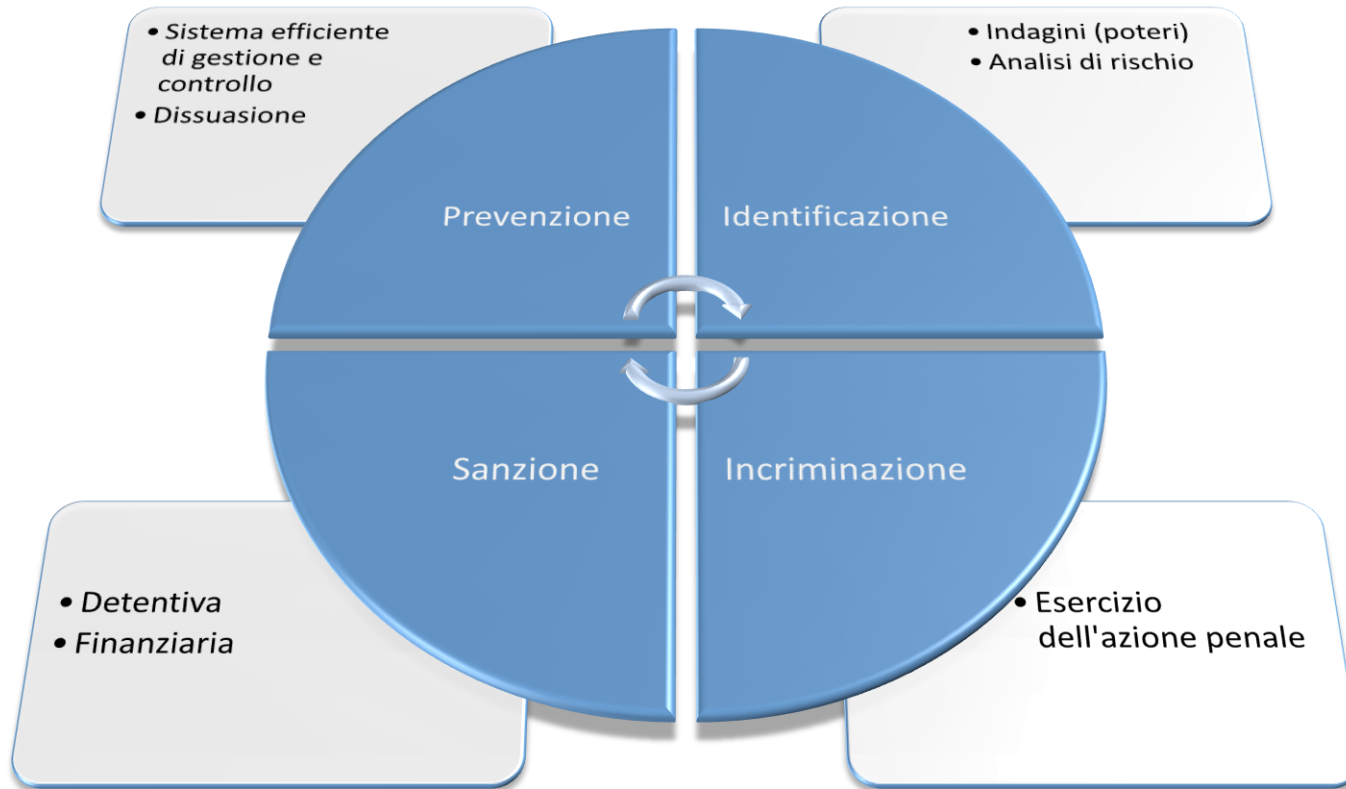 • Sistema efficiente
di gestione e
controllo
• Dissuasione
• Indagini (poteri)
• Analisi di rischio
Prevenzione
Identificazione
Sanzione
Incriminazione
• Detentiva
• Finanziaria
• Esercizio
dell'azione penale